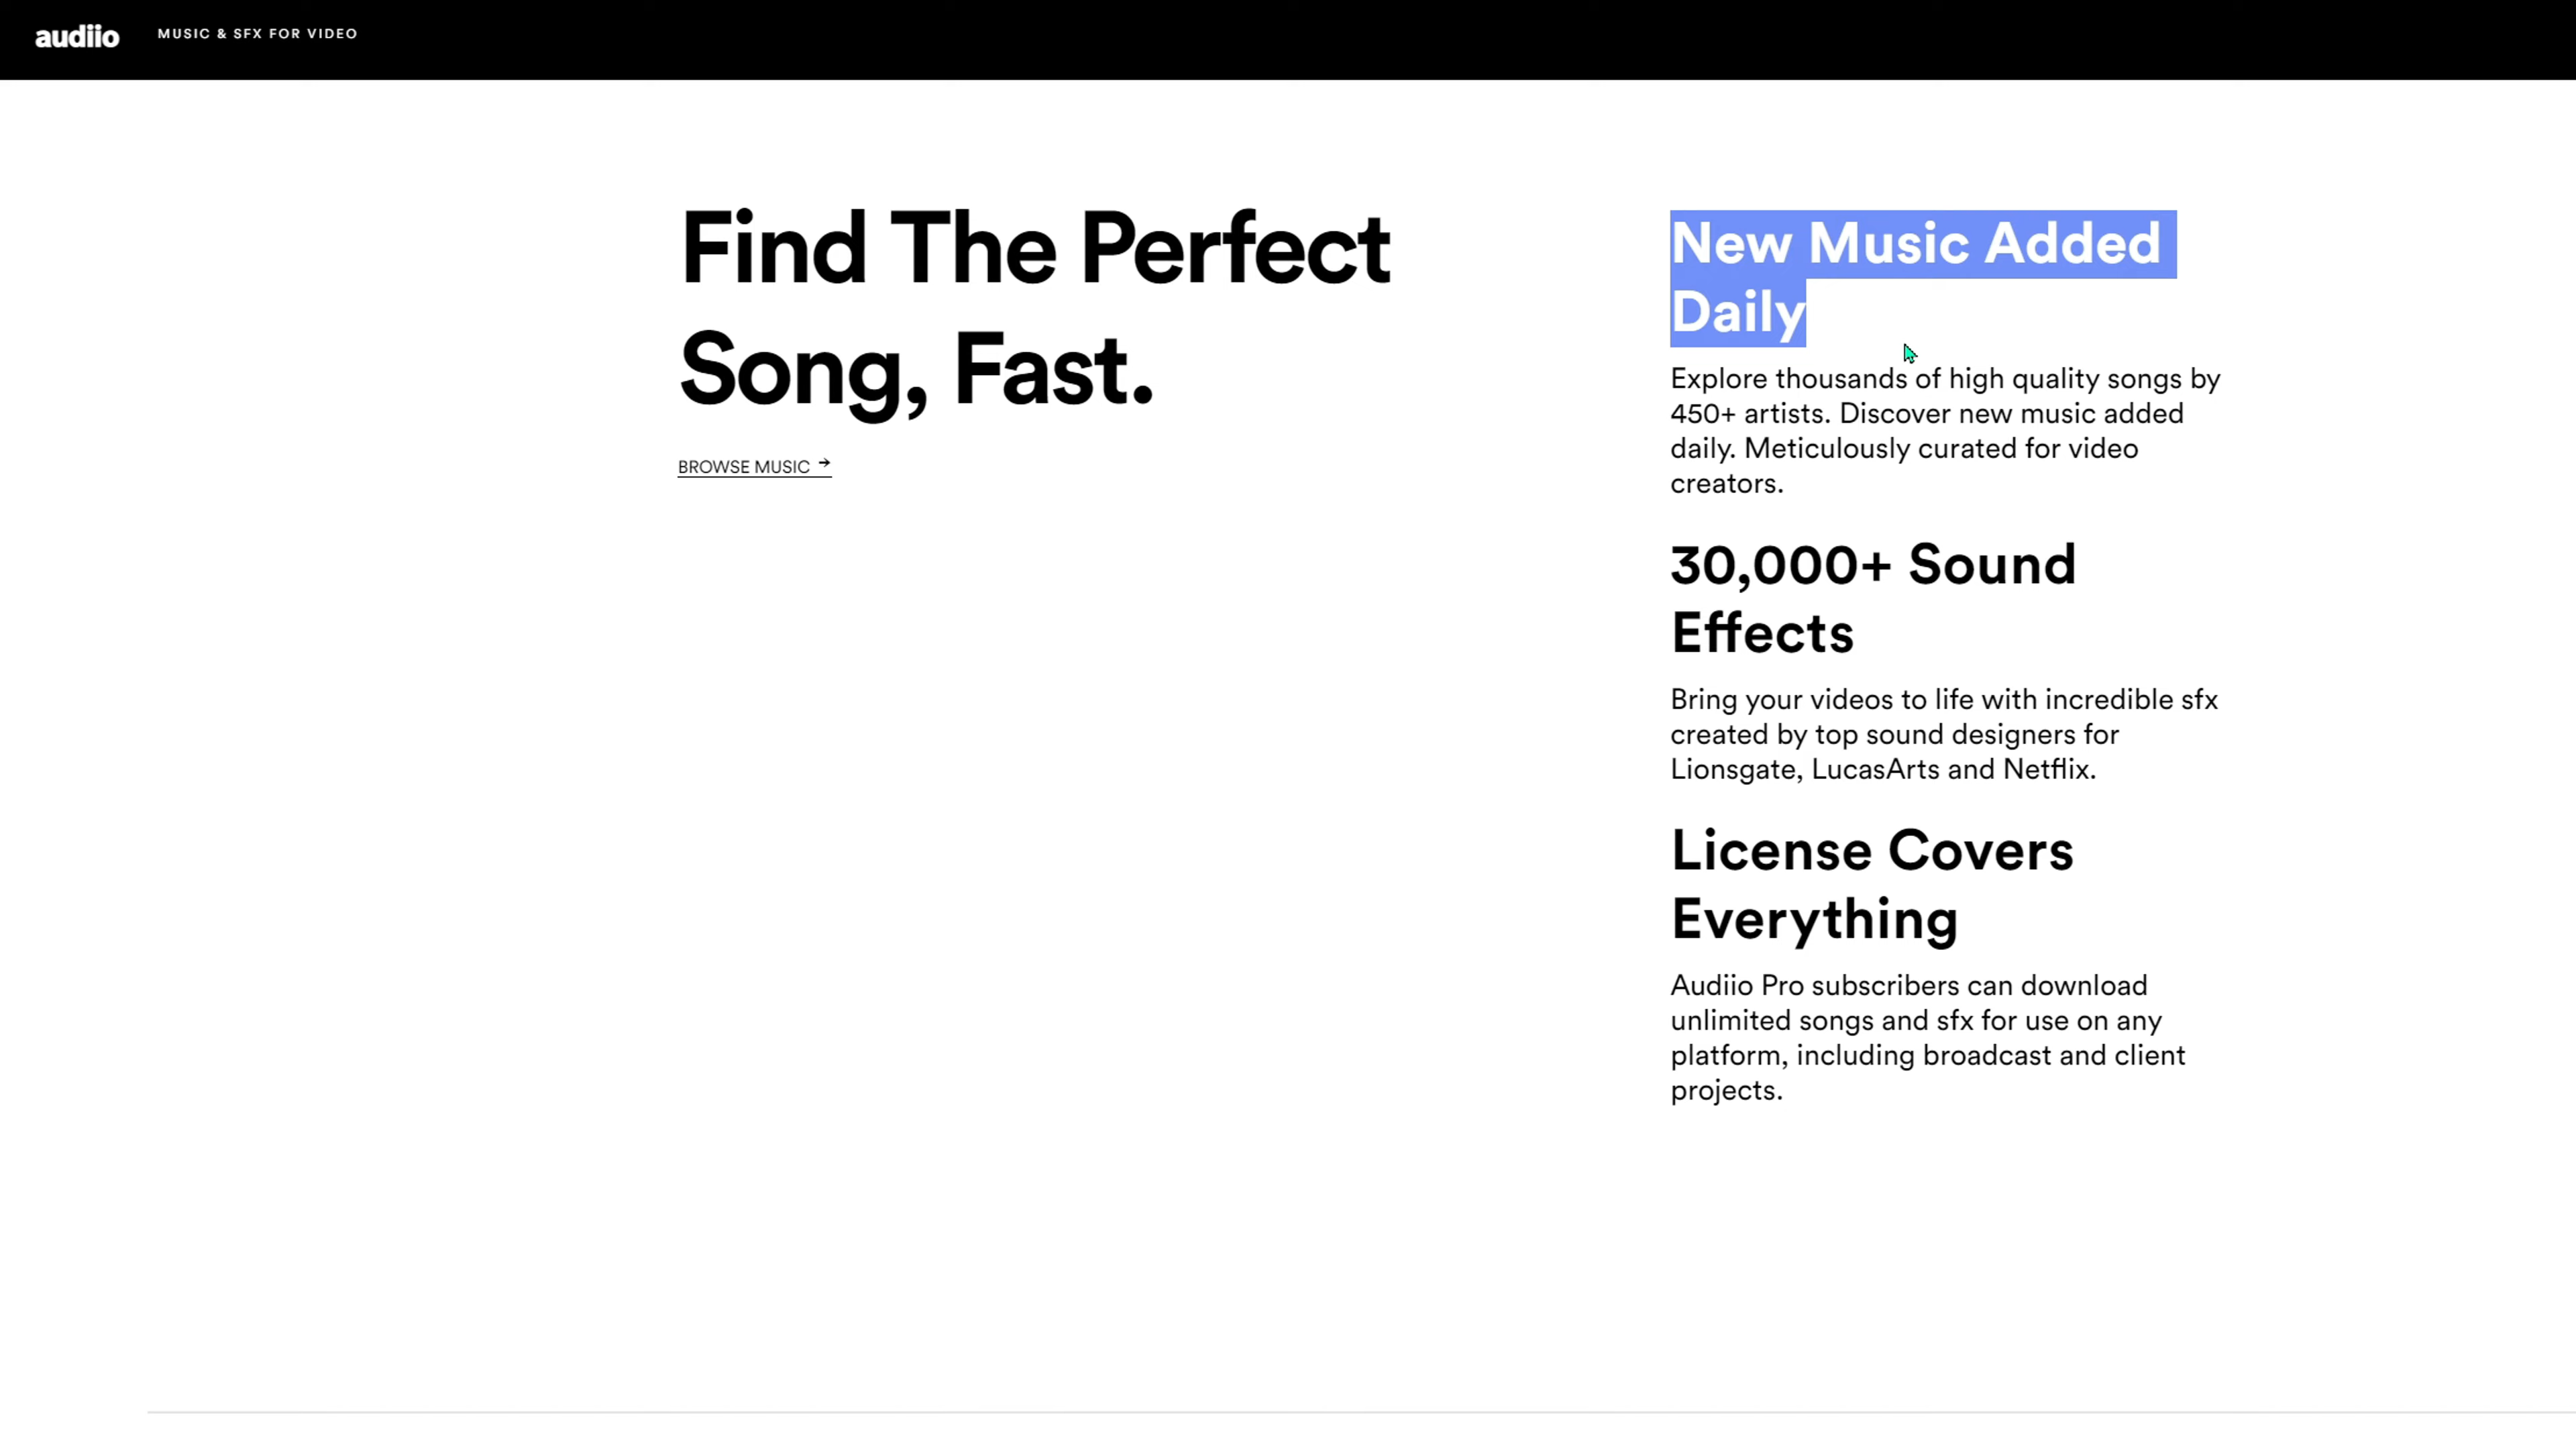 audiio
MUSIC & SFX FOR VIDEO
Find The Perfect
Song, Fast.
BROWSE MUSIC →
New Music Added
Daily
Explore thousands of high quality songs by
450+ artists. Discover new music added
daily. Meticulously curated for video
creators.
30,000+ Sound
Effects
Bring your videos to life with incredible sfx
created by top sound designers for
Lionsgate, LucasArts and Netflix.
License Covers
Everything
Audiio Pro subscribers can download
unlimited songs and sfx for use on any
platform, including broadcast and client
projects.